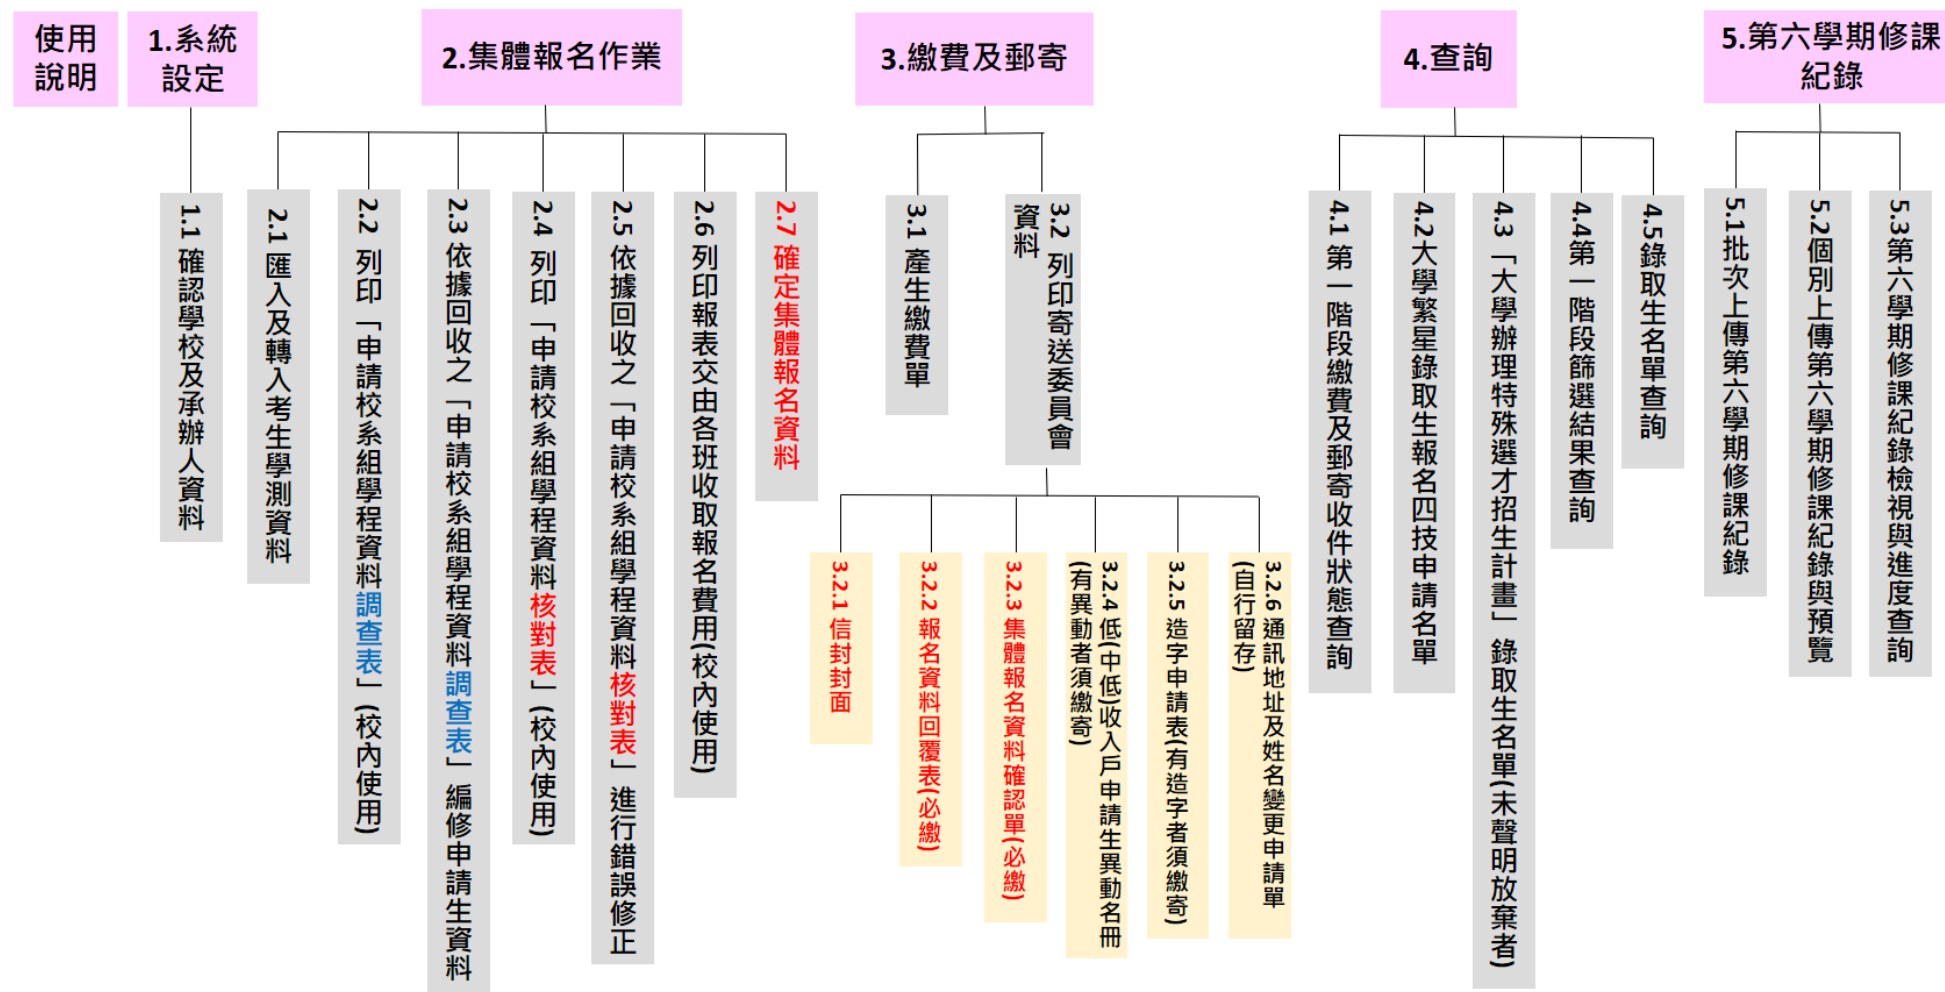 使用
說明
1.系統
設定
2.集體報名作業
3.繳費及郵寄
4.查詢
5.第六學期修課
紀錄
1.1 確認學校及承辦人資料
2.1 匯入及轉入考生學測資料
2.2 列印「申請校系組學程資料調查表」(校內使用)
2.3 依據回收之「申請校系組學程資料調查表」編修申請生資料
2.4 列印「申請校系組學程資料核對表」(校內使用)
2.5 依據回收之「申請校系組學程資料核對表」進行錯誤修正
2.6 列印報表交由各班收取報名費用(校內使用)
2.7 確定集體報名資料
3.1 產生繳費單
3.2 列印寄送委員會
資料
3.2.1 信封封面
3.2.2 報名資料回覆表(必繳)
3.2.3 集體報名資料確認單(必繳)
3.2.4 低(中低)收入戶申請生異動名冊
(有異動者須繳寄)
3.2.5 造字申請表(有造字者須繳寄)
3.2.6 通訊地址及姓名變更申請單
(自行留存)
4.1 第一階段繳費及郵寄收件狀態查詢
4.2大學繁星錄取生報名四技申請名單
4.3「大學辦理特殊選才招生計畫」錄取生名單(未聲明放棄者)
4.4第一階段篩選結果查詢
4.5錄取生名單查詢
5.1批次上傳第六學期修課紀錄
5.2個別上傳第六學期修課紀錄與預覽
5.3第六學期修課紀錄檢視與進度查詢